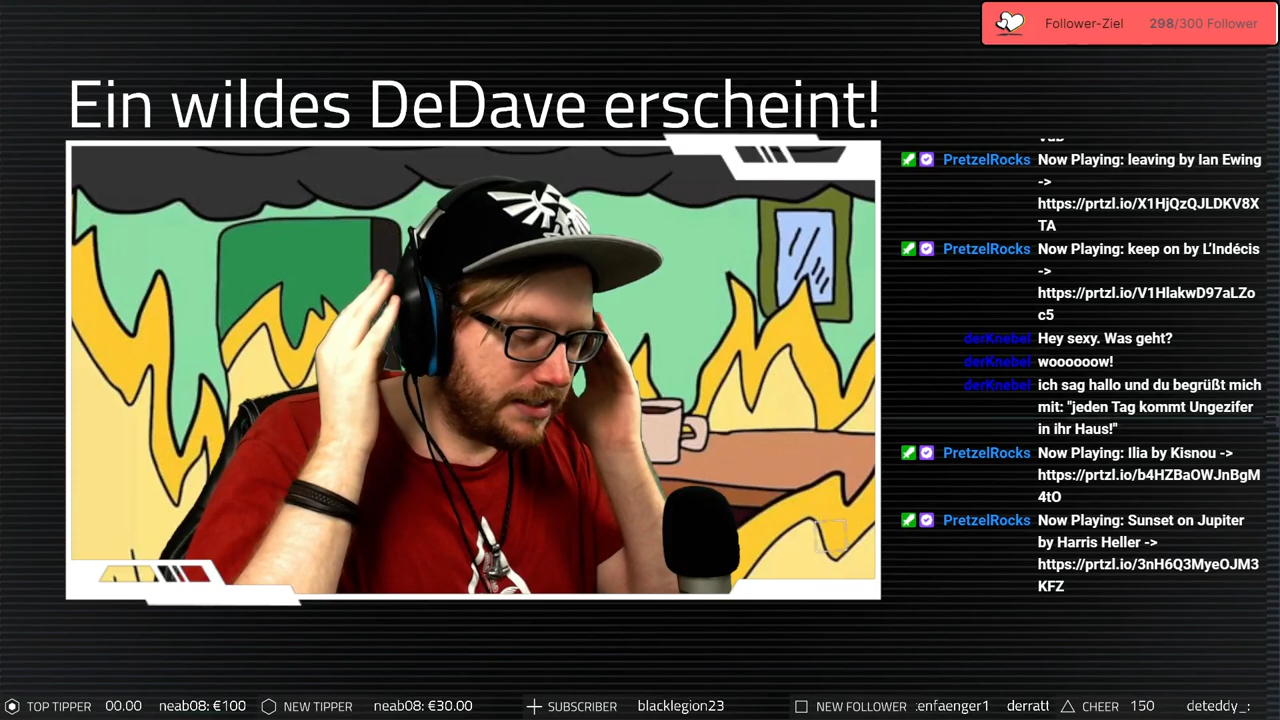 Follower-Ziel 298/300 Follower
Ein wildes DeDave erscheint!
PretzelRocks Now Playing: leaving by Ian Ewing
->
https://prtzl.io/X1HjQzQJLDKV8X
TA
PretzelRocks Now Playing: keep on by L'Indécis
->
https://prtzl.io/V1HlakwD97aLZo
c5
derKnebel Hey sexy. Was geht?
derKnebel woooooow!
derKnebel ich sag hallo und du begrüßt mich
mit: "jeden Tag kommt Ungezifer
in ihr Haus!"
PretzelRocks Now Playing: Ilia by Kisnou ->
https://prtzl.io/b4HZBaOWJnBgM
4tO
PretzelRocks Now Playing: Sunset on Jupiter
by Harris Heller ->
https://prtzl.io/3nH6Q3MyeOJM3
KFZ
TOP TIPPER 00.00 neab08: €100 NEW TIPPER neab08: €30.00 SUBSCRIBER blacklegion23 NEW FOLLOWER enfaenger1 derratt CHEER 150 deteddy_: